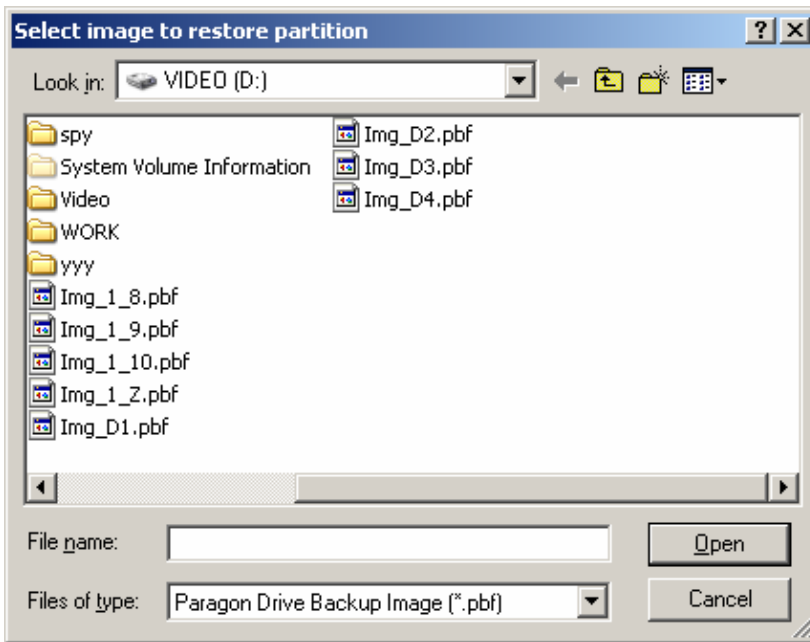 Select image to restore partition
Look in: VIDEO (D:)
spy
System Volume Information
Video
WORK
yyy
Img_1_8.pbf
Img_1_9.pbf
Img_1_10.pbf
Img_1_Z.pbf
Img_D1.pbf
Img_D2.pbf
Img_D3.pbf
Img_D4.pbf
File name:
Open
Files of type: Paragon Drive Backup Image (*.pbf)
Cancel